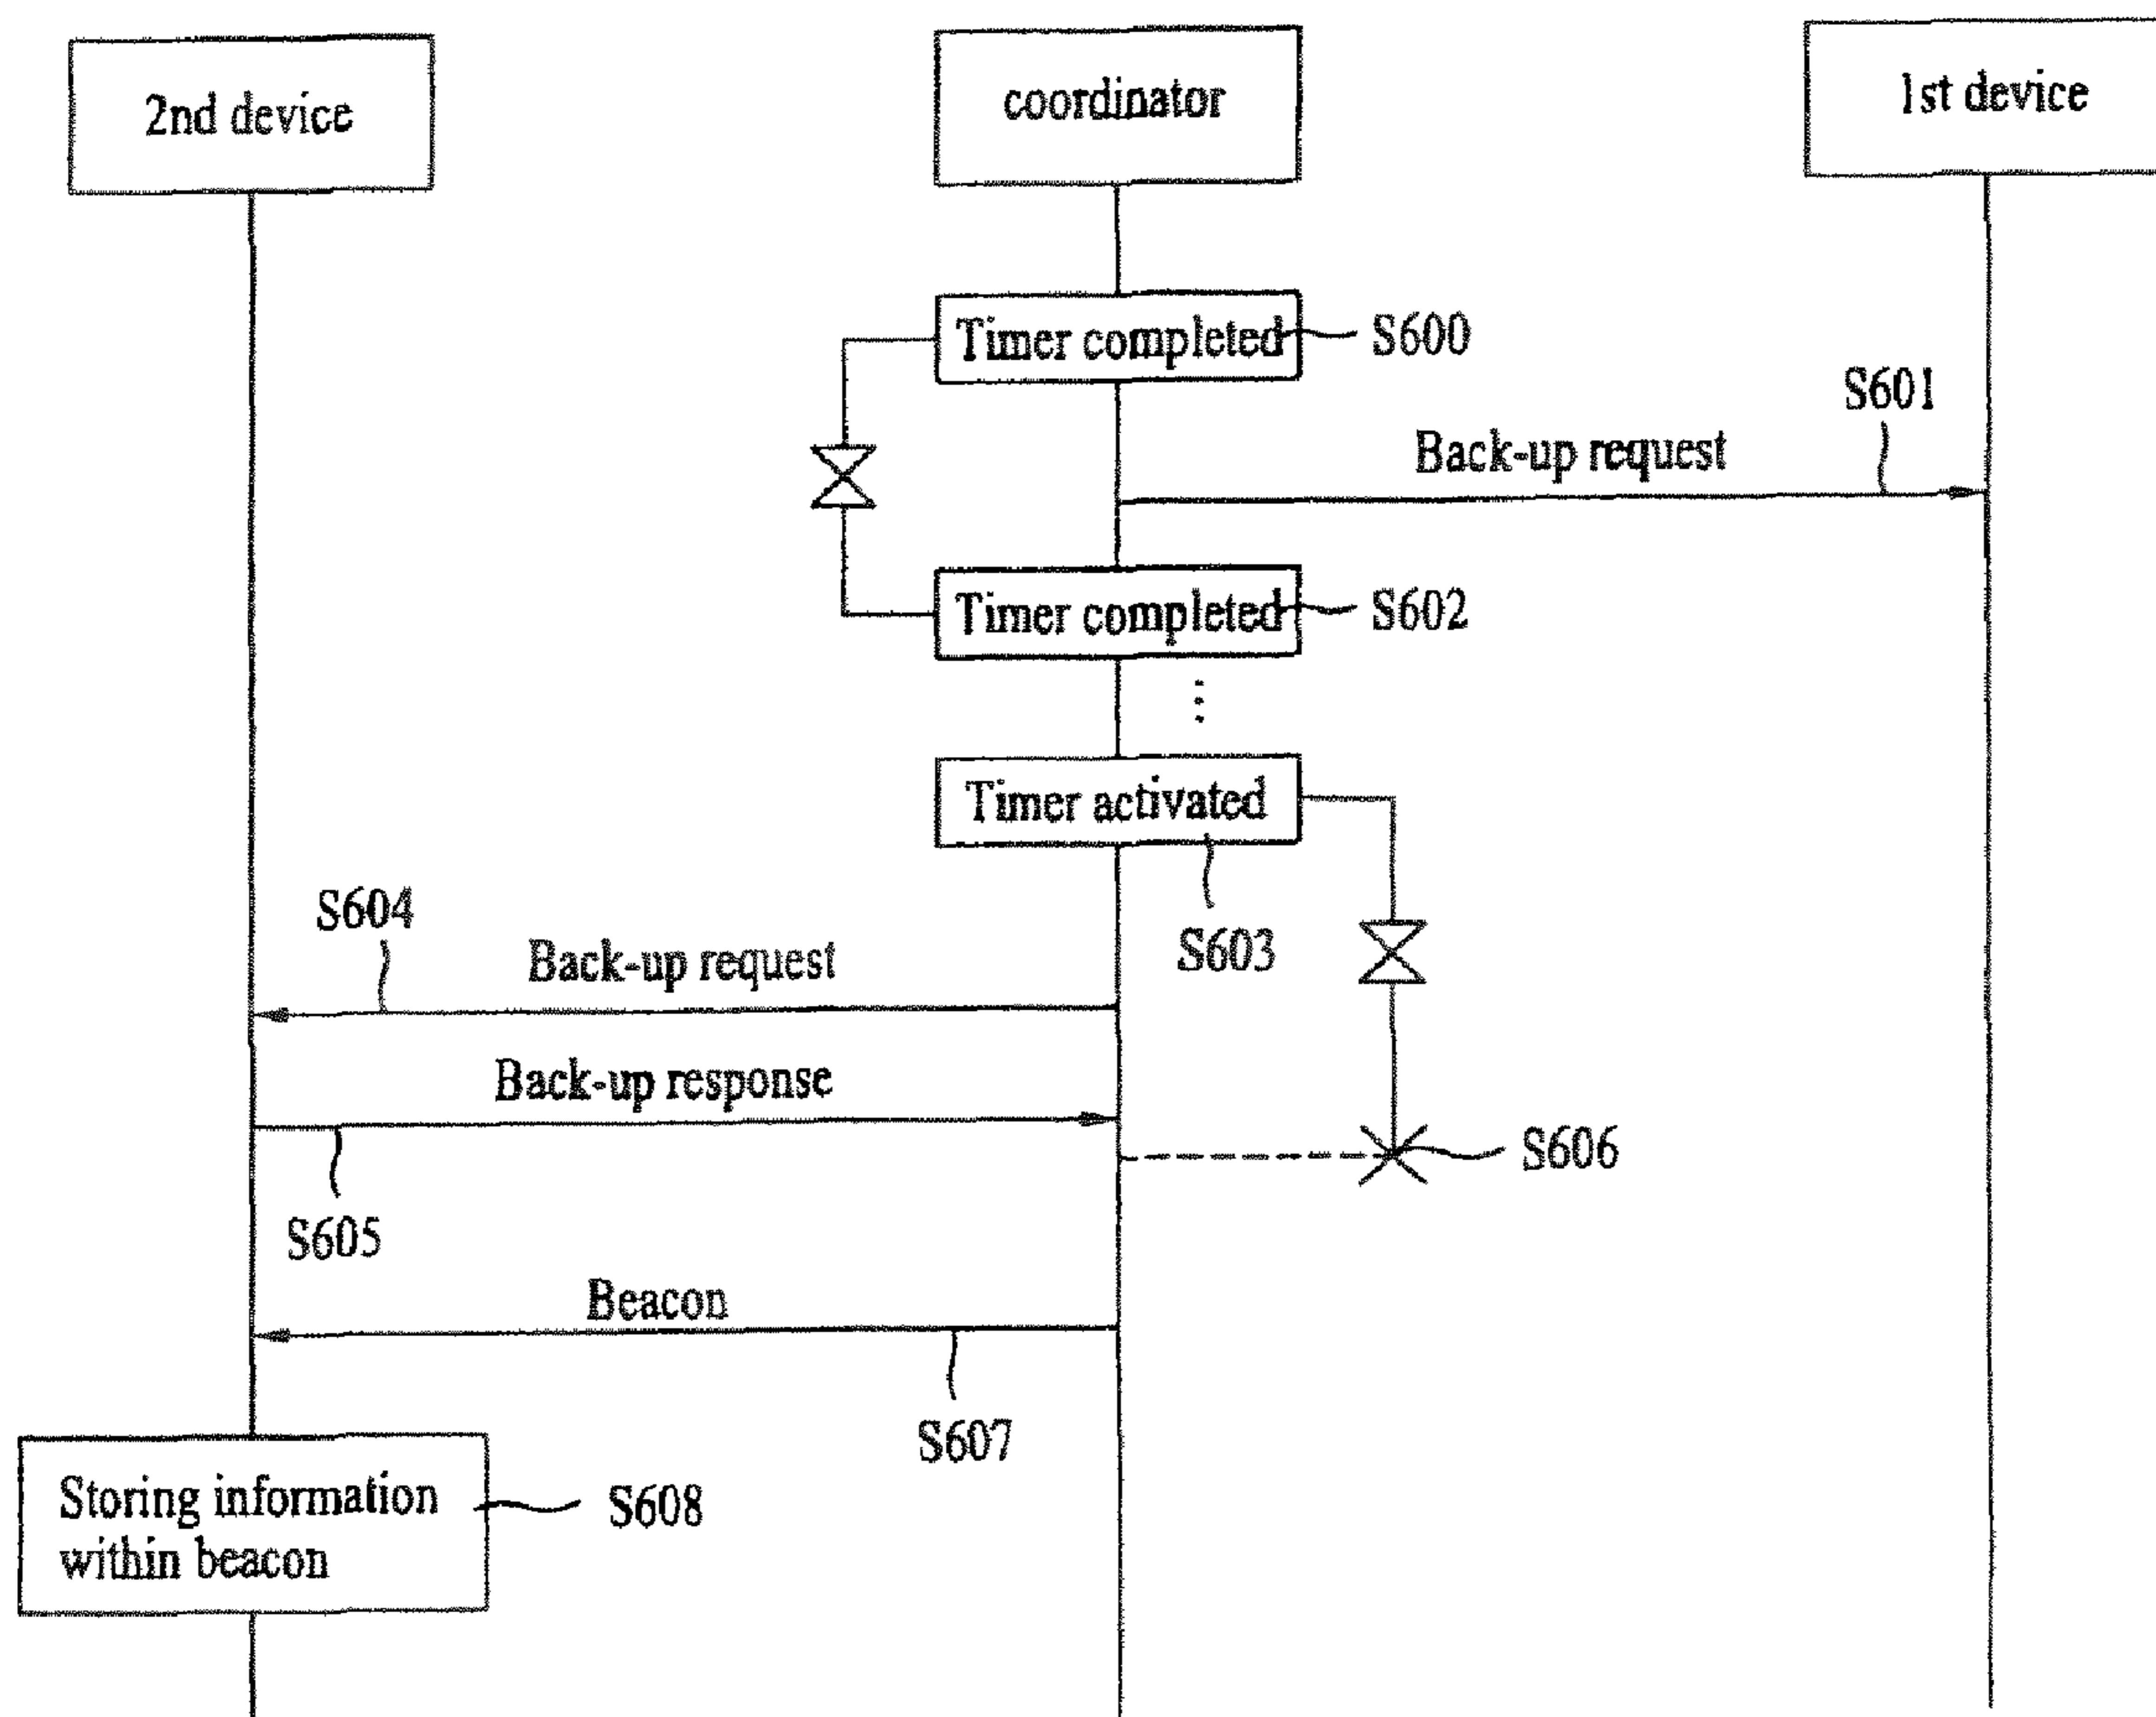 2nd device
coordinator
1st device
Timer completed
S600
S601
Back-up request
Timer completed
S602
Timer activated
S603
S604
Back-up request
Back-up response
S605
S606
Beacon
S607
Storing information
within beacon
S608